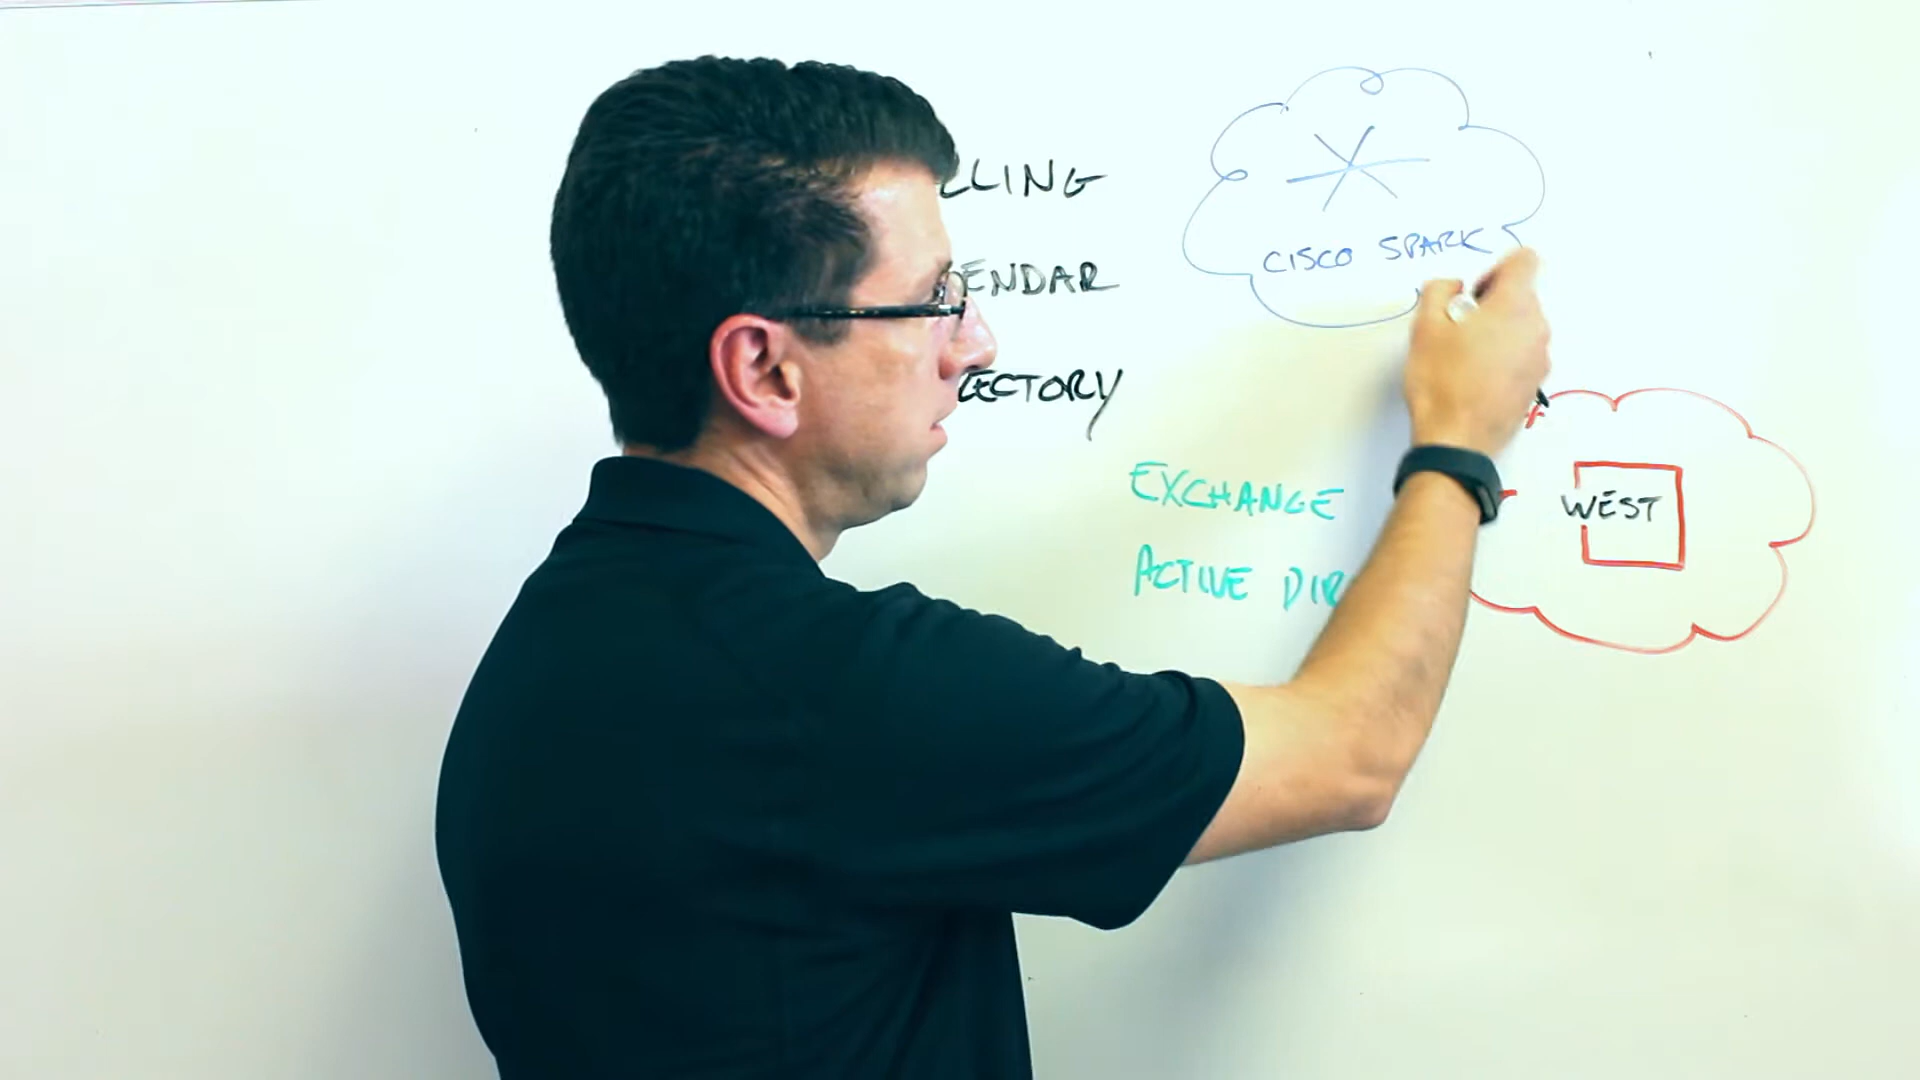 LLING
CISCO SPARK
ENDAR
ECTORY
EXCHANGE
WEST
ACTIVE DIR